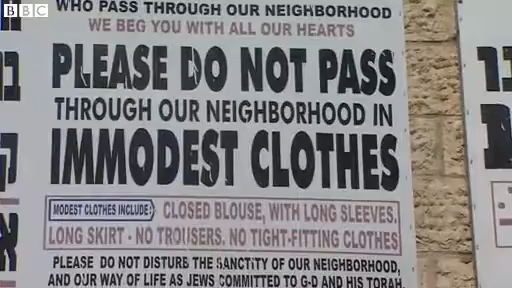 BBC
WHO PASS THROUGH OUR NEIGHBORHOOD
WE BEG YOU WITH ALL OUR HEARTS
PLEASE DO NOT PASS
THROUGH OUR NEIGHBORHOOD IN
IMMODEST CLOTHES
MODEST CLOTHES INCLUDE: CLOSED BLOUSE, WITH LONG SLEEVES.
LONG SKIRT - NO TROUSERS. NO TIGHT-FITTING CLOTHES
PLEASE DO NOT DISTURB THE SANCTITY OF OUR NEIGHBORHOOD,
AND OUR WAY OF LIFE AS JEWS COMMITTED TO G-D AND HIS TORAH.